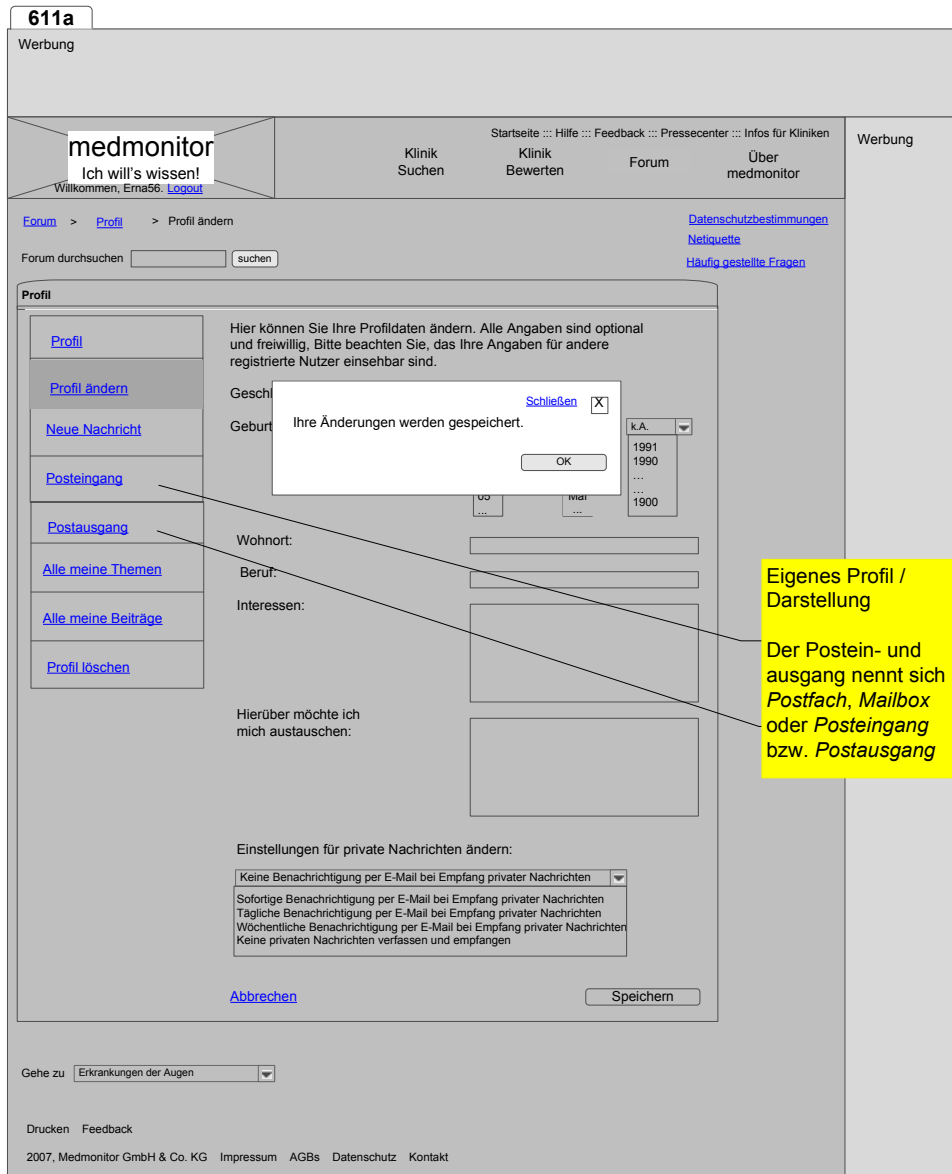 611a
Werbung
medmonitor
Ich will's wissen!
Willkommen, Erna56. Logout
Startseite ::: Hilfe ::: Feedback ::: Pressecenter ::: Infos für Kliniken
Klinik
Suchen
Klinik
Bewerten
Forum
Über
medmonitor
Werbung
Forum > Profil > Profil ändern
Datenschutzbestimmungen
Netiquette
Häufig gestellte Fragen
Forum durchsuchen suchen
Profil
Profil
Profil ändern
Neue Nachricht
Posteingang
Postausgang
Alle meine Themen
Alle meine Beiträge
Profil löschen
Hier können Sie Ihre Profildaten ändern. Alle Angaben sind optional
und freiwillig, Bitte beachten Sie, das Ihre Angaben für andere
registrierte Nutzer einsehbar sind.
Geschl
Geburt
Schließen X
Ihre Änderungen werden gespeichert.
OK
k.A.
1991
1990
...
...
1900
05
...
Mai
...
Wohnort:
Beruf:
Interessen:
Hierüber möchte ich
mich austauschen:
Eigenes Profil /
Darstellung
Der Postein- und
ausgang nennt sich
Postfach, Mailbox
oder Posteingang
bzw. Postausgang
Einstellungen für private Nachrichten ändern:
Keine Benachrichtigung per E-Mail bei Empfang privater Nachrichten
Sofortige Benachrichtigung per E-Mail bei Empfang privater Nachrichten
Tägliche Benachrichtigung per E-Mail bei Empfang privater Nachrichten
Wöchentliche Benachrichtigung per E-Mail bei Empfang privater Nachrichten
Keine privaten Nachrichten verfassen und empfangen
Abbrechen Speichern
Gehe zu Erkrankungen der Augen
Drucken Feedback
2007, Medmonitor GmbH & Co. KG Impressum AGBs Datenschutz Kontakt